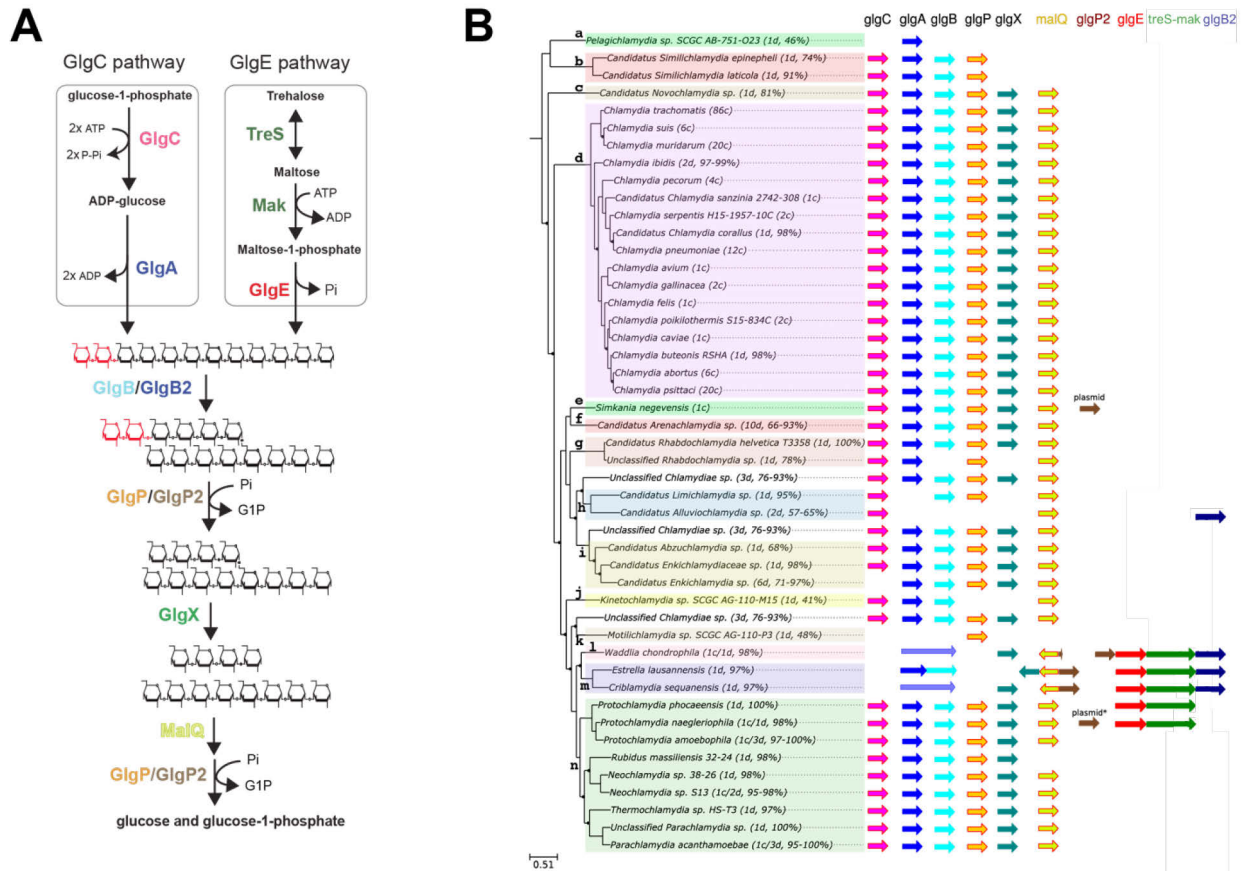 A
GlgC pathway
glucose-1-phosphate
2x ATP
GlgC
2x P-Pi
ADP-glucose
2x ADP
GlgA
GlgE pathway
Trehalose
TreS
Maltose
ATP
Mak
ADP
Maltose-1-phosphate
GlgE
Pi
GlgB/GlgB2
GlgP/GlgP2
Pi
G1P
GlgX
MalQ
GlgP/GlgP2
Pi
G1P
glucose and glucose-1-phosphate
B
glgC glgA glgB glgP glgX malQ glgP2 glgE treS-mak glgB2
a
Pelagichlamydia sp. SCGC AB-751-O23 (1d, 46%)
b
Candidatus Similichlamydia epinepheli (1d, 74%)
Candidatus Similichlamydia laticola (1d, 91%)
c
Candidatus Novochlamydia sp. (1d, 81%)
Chlamydia trachomatis (86c)
Chlamydia suis (6c)
Chlamydia muridarum (20c)
d
Chlamydia ibidis (2d, 97-99%)
Chlamydia pecorum (4c)
Candidatus Chlamydia sanzinia 2742-308 (1c)
Chlamydia serpentis H15-1957-10C (2c)
Candidatus Chlamydia corallus (1d, 98%)
Chlamydia pneumoniae (12c)
Chlamydia avium (1c)
Chlamydia gallinacea (2c)
Chlamydia felis (1c)
Chlamydia poikilothermis S15-834C (2c)
Chlamydia caviae (1c)
Chlamydia buteonis RSHA (1d, 98%)
Chlamydia abortus (6c)
Chlamydia psittaci (20c)
e
Simkania negevensis (1c)
plasmid
f
Candidatus Arenachlamydia sp. (10d, 66-93%)
g
Candidatus Rhabdochlamydia helvetica T3358 (1d, 100%)
Unclassified Rhabdochlamydia sp. (1d, 78%)
Unclassified Chlamydiae sp. (3d, 76-93%)
h
Candidatus Limichlamydia sp. (1d, 95%)
Candidatus Alluviochlamydia sp. (2d, 57-65%)
Unclassified Chlamydiae sp. (3d, 76-93%)
i
Candidatus Abzuchlamydia sp. (1d, 68%)
Candidatus Enkichlamydiaceae sp. (1d, 98%)
Candidatus Enkichlamydia sp. (6d, 71-97%)
j
Kinetochlamydia sp. SCGC AG-110-M15 (1d, 41%)
Unclassified Chlamydiae sp. (3d, 76-93%)
k
Motilichlamydia sp. SCGC AG-110-P3 (1d, 48%)
l
Waddlia chondrophila (1c/1d, 98%)
m
Estrella lausannensis (1d, 97%)
Criblamydia sequanensis (1d, 97%)
Protochlamydia phocaeensis (1d, 100%)
Protochlamydia naegleriophila (1c/1d, 98%)
plasmid*
Protochlamydia amoebophila (1c/3d, 97-100%)
n
Rubidus massiliensis 32-24 (1d, 98%)
Neochlamydia sp. 38-26 (1d, 98%)
Neochlamydia sp. S13 (1c/2d, 95-98%)
Thermochlamydia sp. HS-T3 (1d, 97%)
Unclassified Parachlamydia sp. (1d, 100%)
Parachlamydia acanthamoebae (1c/3d, 95-100%)
0.51